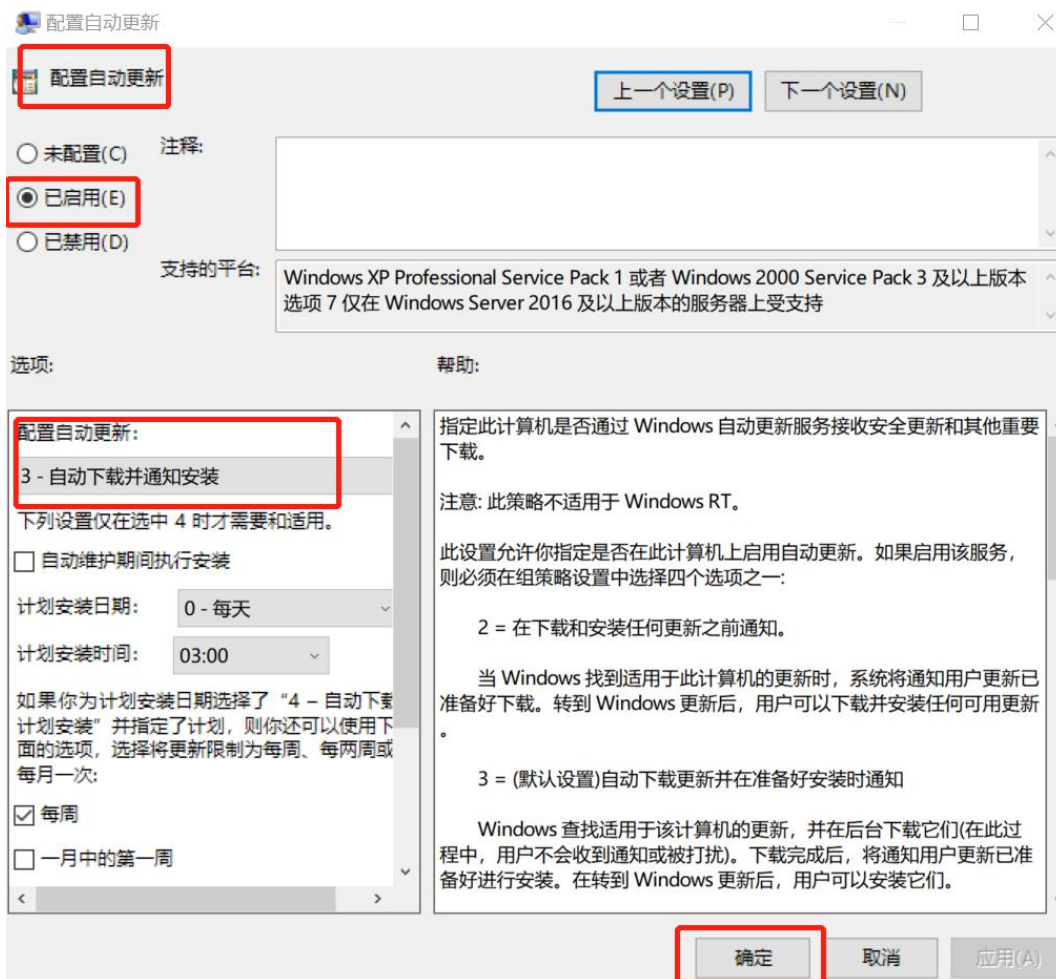 配置自动更新
配置自动更新
上一个设置(P)
下一个设置(N)
未配置(C)
注释:
已启用(E)
已禁用(D)
支持的平台:
Windows XP Professional Service Pack 1 或者 Windows 2000 Service Pack 3 及以上版本
选项 7 仅在 Windows Server 2016 及以上版本的服务器上受支持
选项:
帮助:
配置自动更新:
3 - 自动下载并通知安装
下列设置仅在选中 4 时才需要和适用。
自动维护期间执行安装
计划安装日期:
0 - 每天
计划安装时间:
03:00
如果你为计划安装日期选择了“4 – 自动下载
计划安装”并指定了计划，则你还可以使用下
面的选项，选择将更新限制为每周、每两周或
每月一次:
每周
一月中的第一周
指定此计算机是否通过 Windows 自动更新服务接收安全更新和其他重要
下载。
注意: 此策略不适用于 Windows RT。
此设置允许你指定是否在此计算机上启用自动更新。如果启用该服务，
则必须在组策略设置中选择四个选项之一:
2 = 在下载和安装任何更新之前通知。
当 Windows 找到适用于此计算机的更新时，系统将通知用户更新已
准备好下载。转到 Windows 更新后，用户可以下载并安装任何可用更新
。
3 = (默认设置)自动下载更新并在准备好安装时通知
Windows 查找适用于该计算机的更新，并在后台下载它们(在此过
程中，用户不会收到通知或被打扰)。下载完成后，将通知用户更新已准
备好进行安装。在转到 Windows 更新后，用户可以安装它们。
确定
取消
应用(A)